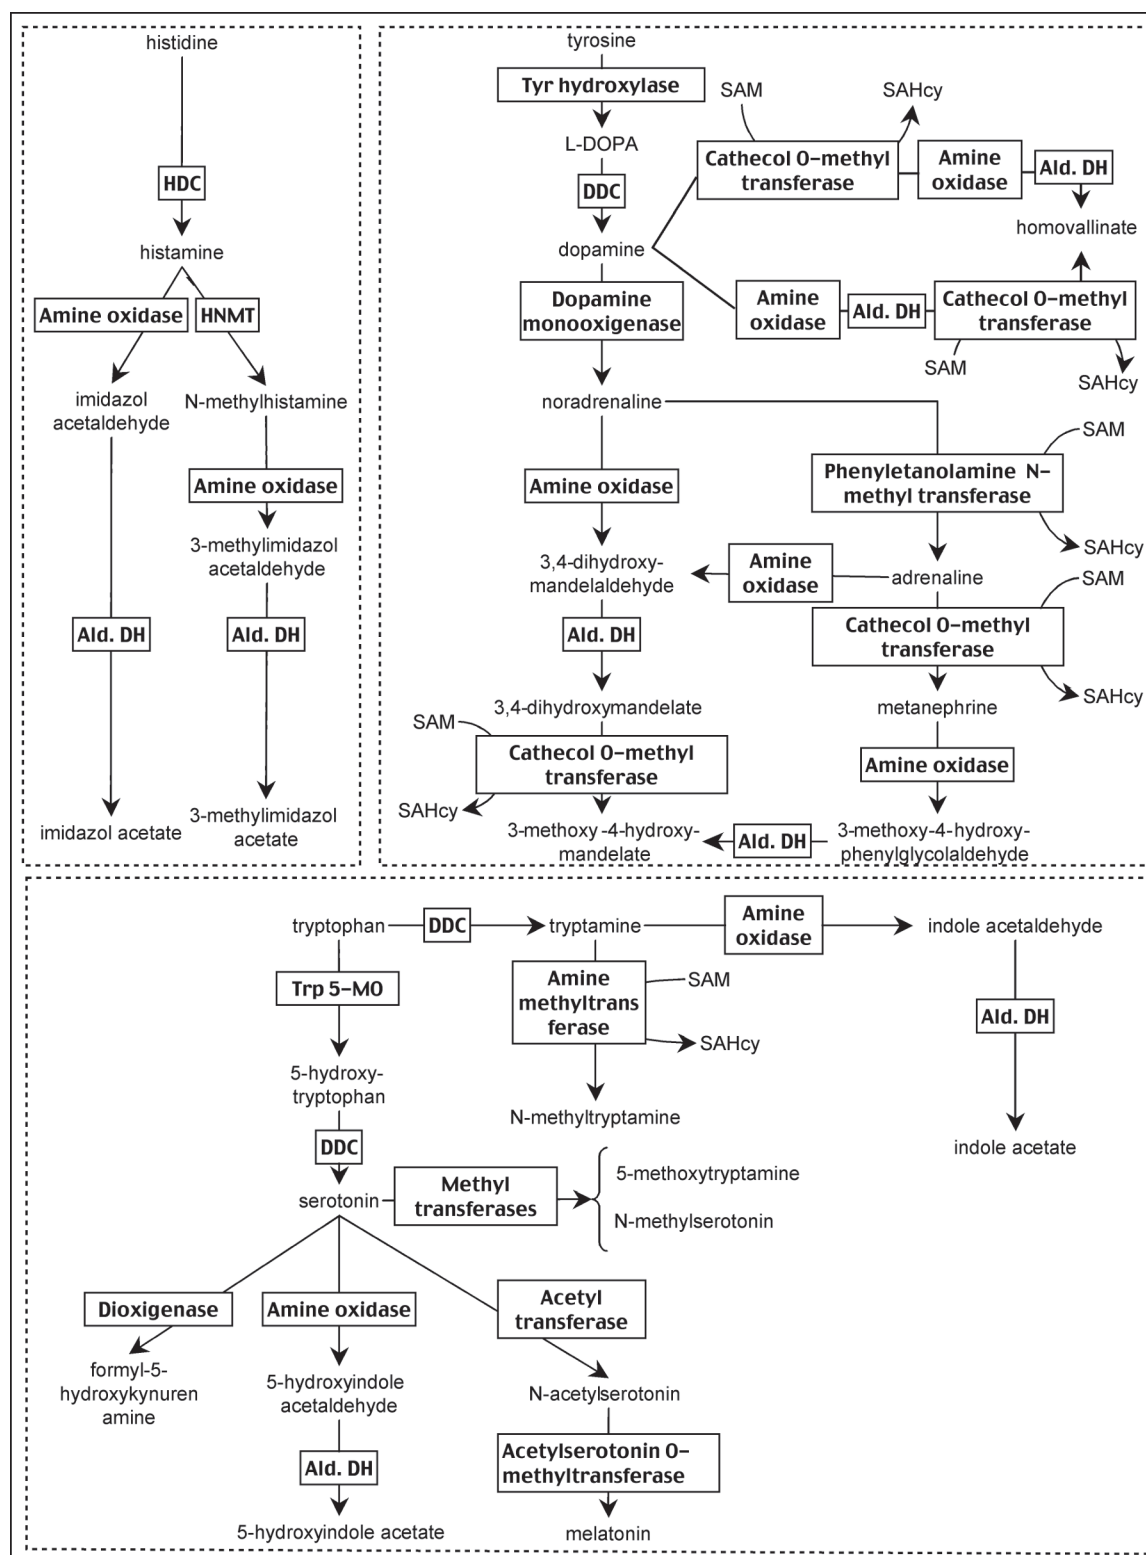 histidine
HDC
histamine
Amine oxidase
HNMT
imidazol
acetaldehyde
N-methylhistamine
Amine oxidase
3-methylimidazol
acetaldehyde
Ald. DH
Ald. DH
imidazol acetate
3-methylimidazol
acetate
tyrosine
Tyr hydroxylase
L-DOPA
DDC
dopamine
SAM
SAHcy
Cathecol O-methyl
transferase
Amine
oxidase
Ald. DH
homovallinate
Amine
oxidase
Ald. DH
Cathecol O-methyl
transferase
SAM
SAHcy
Dopamine
monooxigenase
noradrenaline
SAM
Phenyletanolamine N-
methyl transferase
SAHcy
Amine oxidase
3,4-dihydroxy-
mandelaldehyde
Amine
oxidase
adrenaline
SAM
Cathecol O-methyl
transferase
SAHcy
Ald. DH
3,4-dihydroxymandelate
metanephrine
SAM
Cathecol O-methyl
transferase
SAHcy
Amine oxidase
3-methoxy-4-hydroxy-
mandelate
Ald. DH
3-methoxy-4-hydroxy-
phenylglycolaldehyde
tryptophan
DDC
tryptamine
Amine
oxidase
indole acetaldehyde
Trp 5-MO
Amine
methyltrans
ferase
SAM
SAHcy
Ald. DH
5-hydroxy-
tryptophan
N-methyltryptamine
indole acetate
DDC
serotonin
Methyl
transferases
5-methoxytryptamine
N-methylserotonin
Dioxigenase
Amine oxidase
Acetyl
transferase
formyl-5-
hydroxykynuren
amine
5-hydroxyindole
acetaldehyde
N-acetylserotonin
Ald. DH
Acetylserotonin O-
methyltransferase
5-hydroxyindole acetate
melatonin